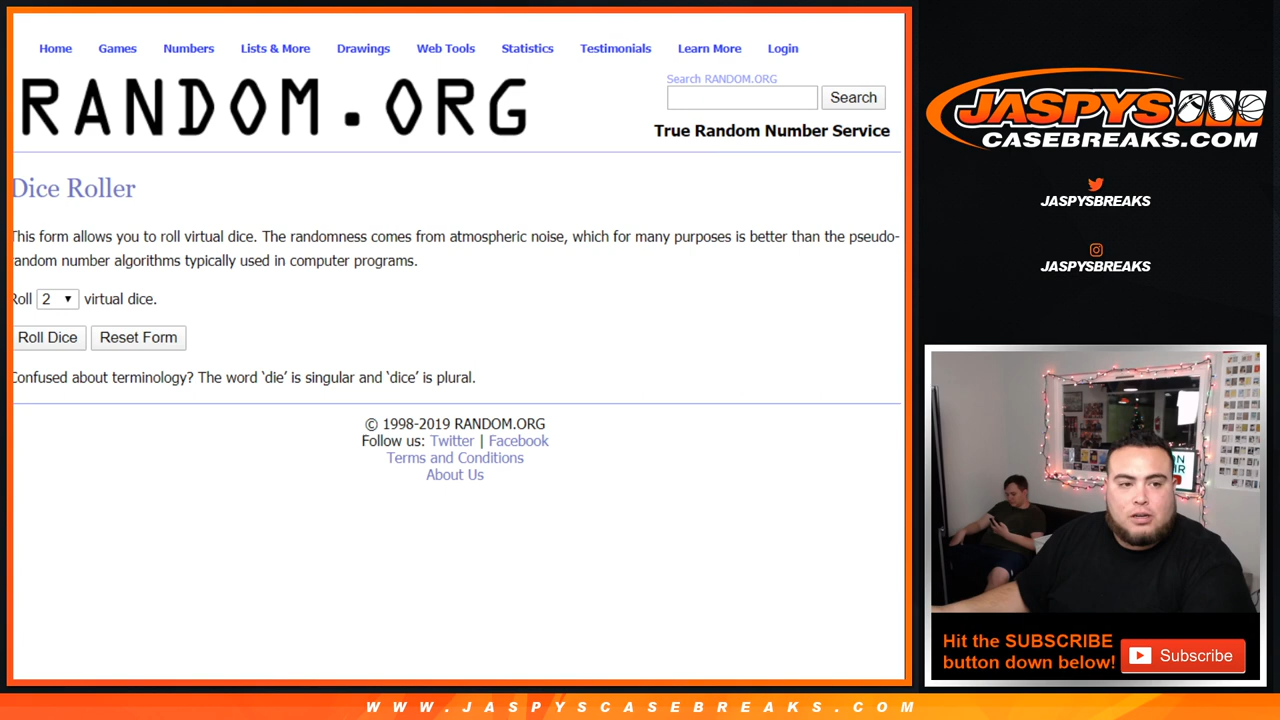 Home Games Numbers Lists & More Drawings Web Tools Statistics Testimonials Learn More Login
RANDOM.ORG
Search RANDOM.ORG
Search
True Random Number Service
Dice Roller
This form allows you to roll virtual dice. The randomness comes from atmospheric noise, which for many purposes is better than the pseudo-
random number algorithms typically used in computer programs.
Roll 2 virtual dice.
Roll Dice Reset Form
Confused about terminology? The word ‘die’ is singular and ‘dice’ is plural.
© 1998-2019 RANDOM.ORG
Follow us: Twitter | Facebook
Terms and Conditions
About Us
JASPYS
CASEBREAKS.COM
JASPYSBREAKS
JASPYSBREAKS
Hit the SUBSCRIBE
button down below!
Subscribe
WWW.JASPYSCASEBREAKS.COM